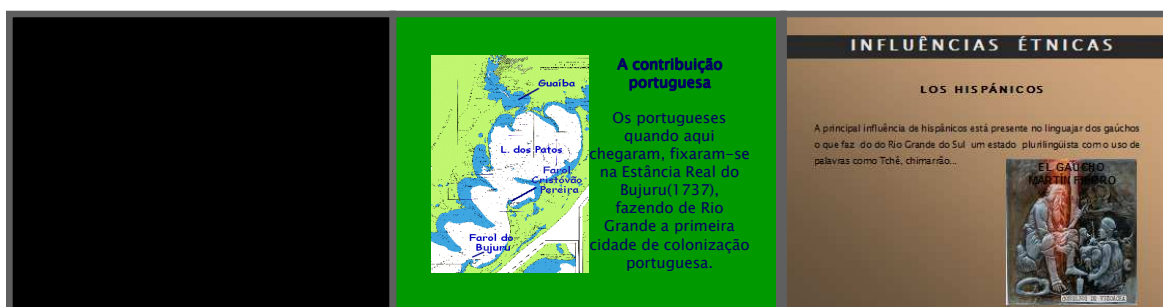 Guaíba
L. dos Patos
Farol
Cristóvão
Pereira
Farol do
Bujuru
A contribuição
portuguesa
Os portugueses
quando aqui
chegaram, fixaram-se
na Estância Real do
Bujuru(1737),
fazendo de Rio
Grande a primeira
cidade de colonização
portuguesa.
INFLUÊNCIAS ÉTNICAS
LOS HISPÁNICOS
A principal influência de hispânicos está presente no linguajar dos gaúchos
o que faz do do Rio Grande do Sul um estado plurilingüista com o uso de
palavras como Tchê, chimarrão...
EL GAÚCHO
MARTÍN FIERRO